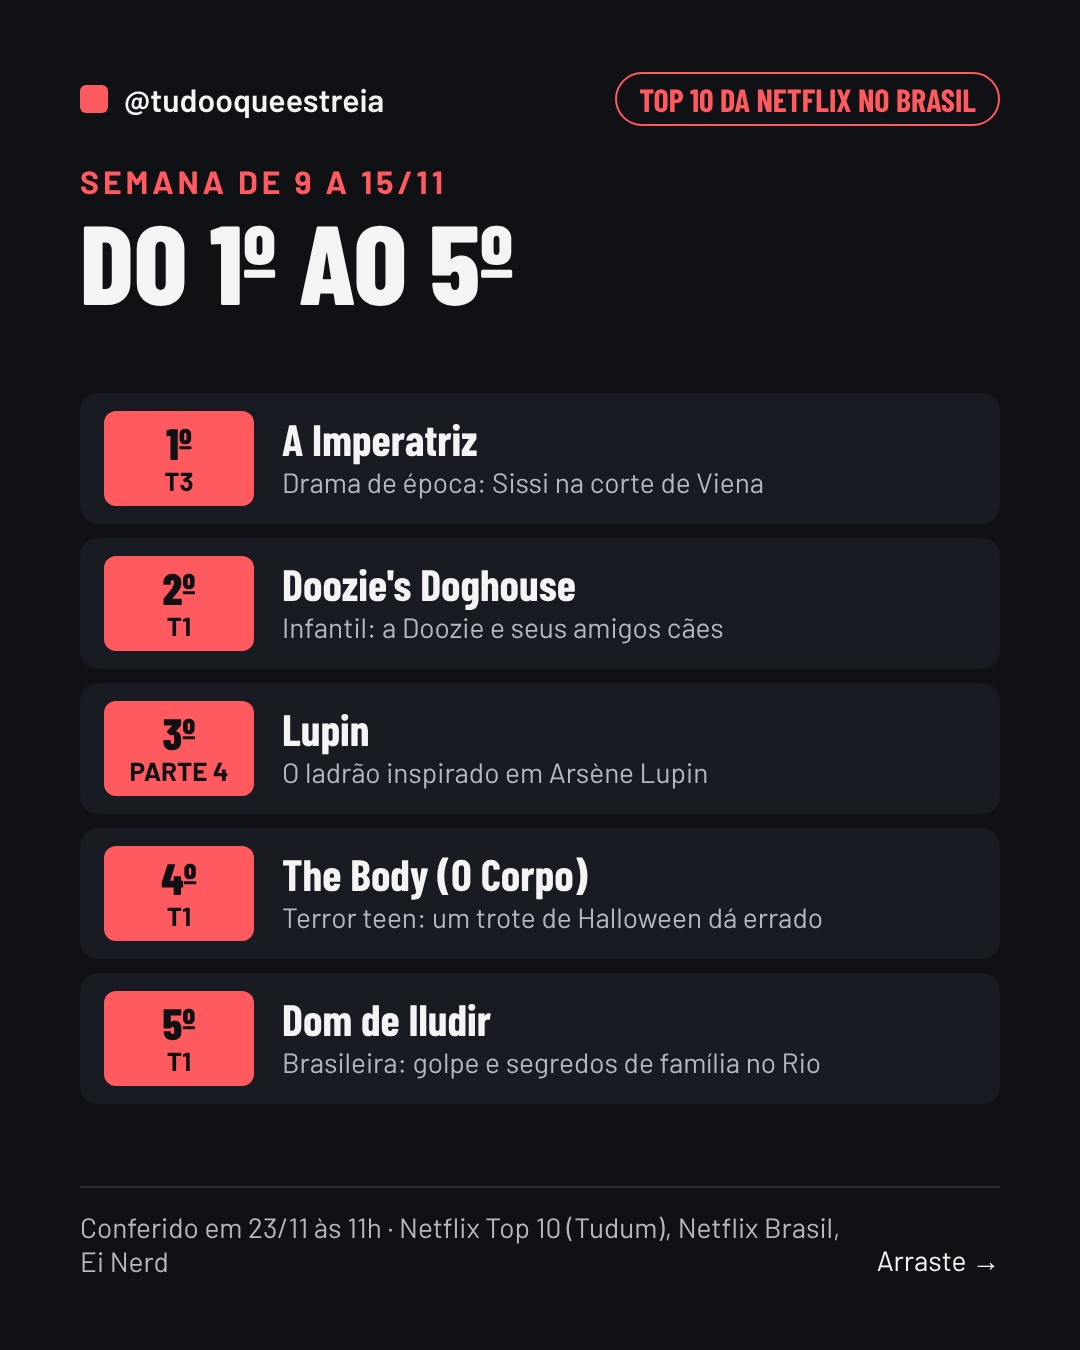 @tudooqueestreia
TOP 10 DA NETFLIX NO BRASIL
SEMANA DE 9 A 15/11
DO 1º AO 5º
1º
T3
A Imperatriz
Drama de época: Sissi na corte de Viena
2º
T1
Doozie's Doghouse
Infantil: a Doozie e seus amigos cães
3º
PARTE 4
Lupin
O ladrão inspirado em Arsène Lupin
4º
T1
The Body (O Corpo)
Terror teen: um trote de Halloween dá errado
5º
T1
Dom de Iludir
Brasileira: golpe e segredos de família no Rio
Conferido em 23/11 às 11h · Netflix Top 10 (Tudum), Netflix Brasil,
Ei Nerd
Arraste →